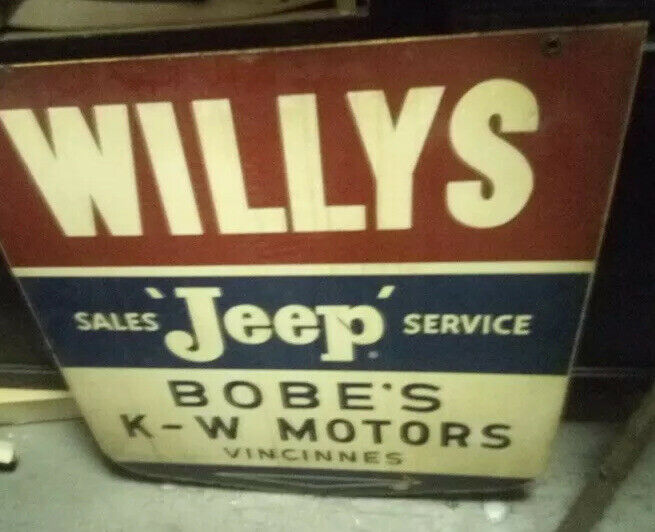 WILLYS
SALES 'Jeep' SERVICE
BOBE'S
K-W MOTORS
VINCINNES